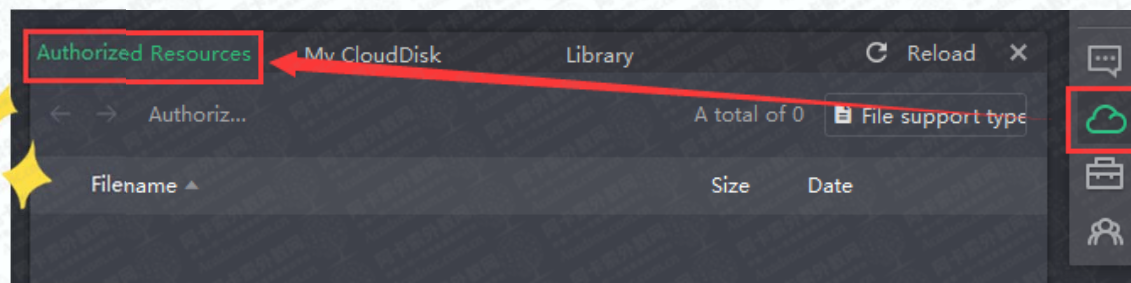 Authorized Resources My CloudDisk Library Reload
Authoriz... A total of 0 File support type
Filename Size Date